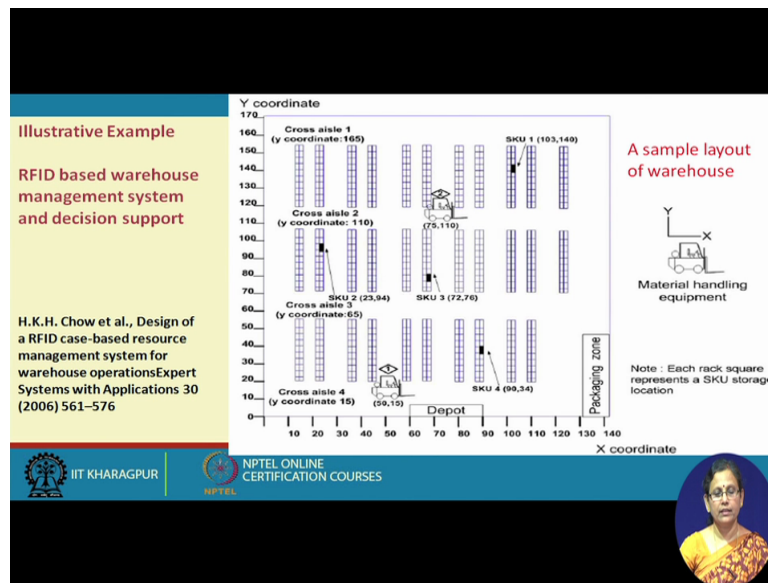 Illustrative Example
RFID based warehouse
management system
and decision support
H.K.H. Chow et al., Design of
a RFID case-based resource
management system for
warehouse operationsExpert
Systems with Applications 30
(2006) 561–576
Y coordinate
170
160
150
140
130
120
110
100
90
80
70
60
50
40
30
20
10
0
Cross aisle 1
(y coordinate:165)
SKU 1 (103,140)
2
Cross aisle 2
(y coordinate: 110)
(75,110)
SKU 2 (23,94)
SKU 3 (72,76)
Cross aisle 3
(y coordinate:65)
1
SKU 4 (90,34)
Cross aisle 4
(y coordinate 15)
(50,15)
Depot
Packaging zone
10 20 30 40 50 60 70 80 90 100 110 120 130 140
X coordinate
A sample layout
of warehouse
Y
X
Material handling
equipment
Note : Each rack square
represents a SKU storage
location
IIT KHARAGPUR
NPTEL
NPTEL ONLINE
CERTIFICATION COURSES